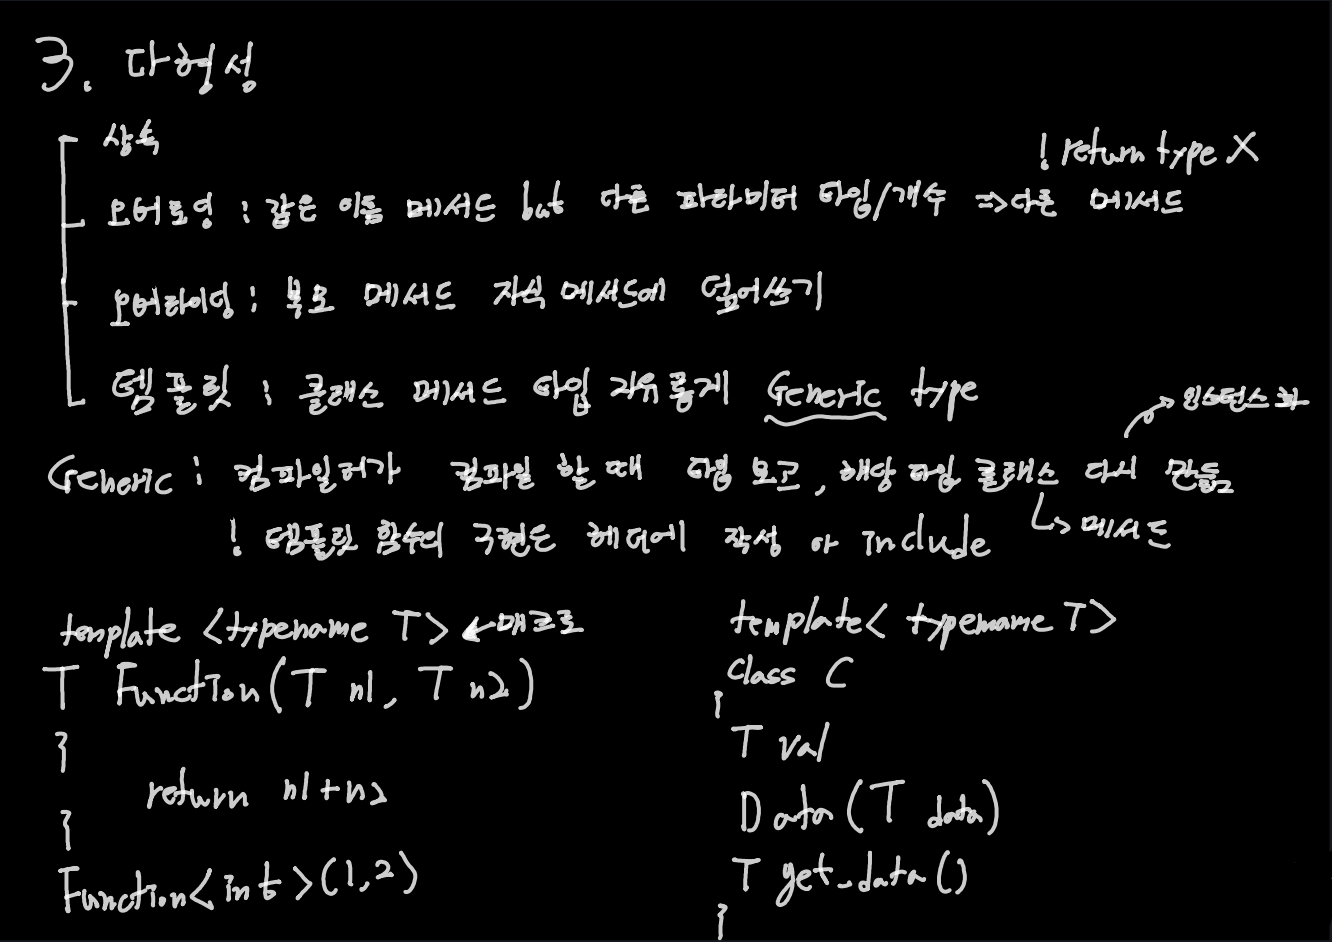 3. 다형성
상속
! return type X
오버로딩 : 같은 이름 메서드 but 다른 파라미터 타입/개수 => 다른 메서드
오버라이딩 : 부모 메서드 자식 메서드에 덮어쓰기
템플릿 : 클래스 메서드 타입 자유롭게 Generic type
→ 인스턴스화
Generic : 컴파일러가 컴파일 할 때 타입 보고, 해당 타입 클래스 다시 만듦
↳ 메서드
! 템플릿 함수의 구현은 헤더에 작성 or include
template <typename T> ← 매크로
T Function(T n1, T n2)
{
return n1+n2
}
Function<int>(1,2)
template< typename T>
class C
{
T val
Data(T data)
T get_data()
}